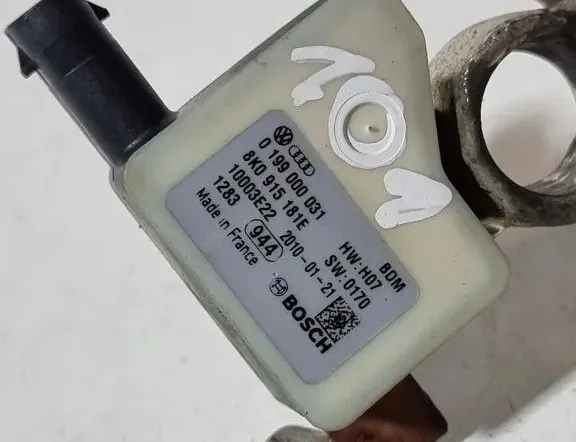 101
0 199 000 031
8K0 915 181E BDM
HW:H07
10003E22 2010-01-21 SW:0170
1283 944
Made in France BOSCH